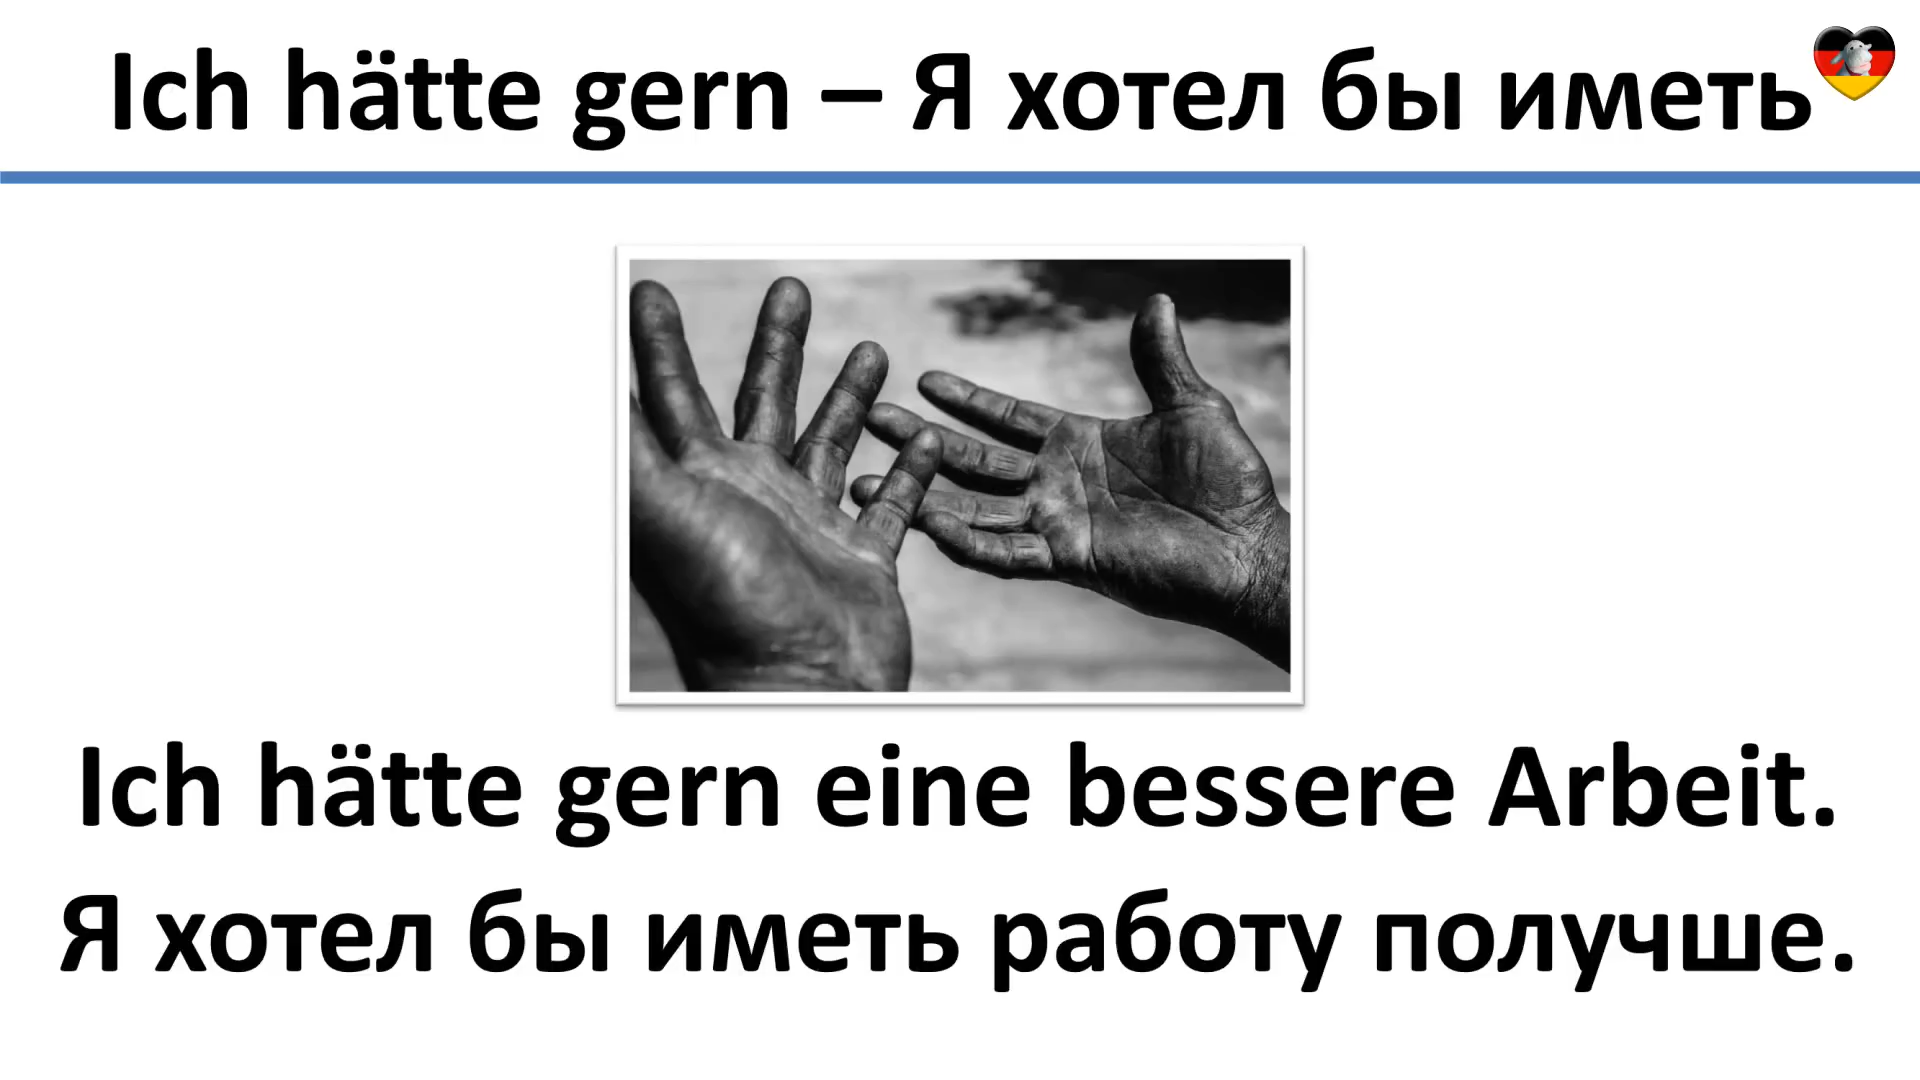 Ich hätte gern – Я хотел бы иметь
Ich hätte gern eine bessere Arbeit.
Я хотел бы иметь работу получше.